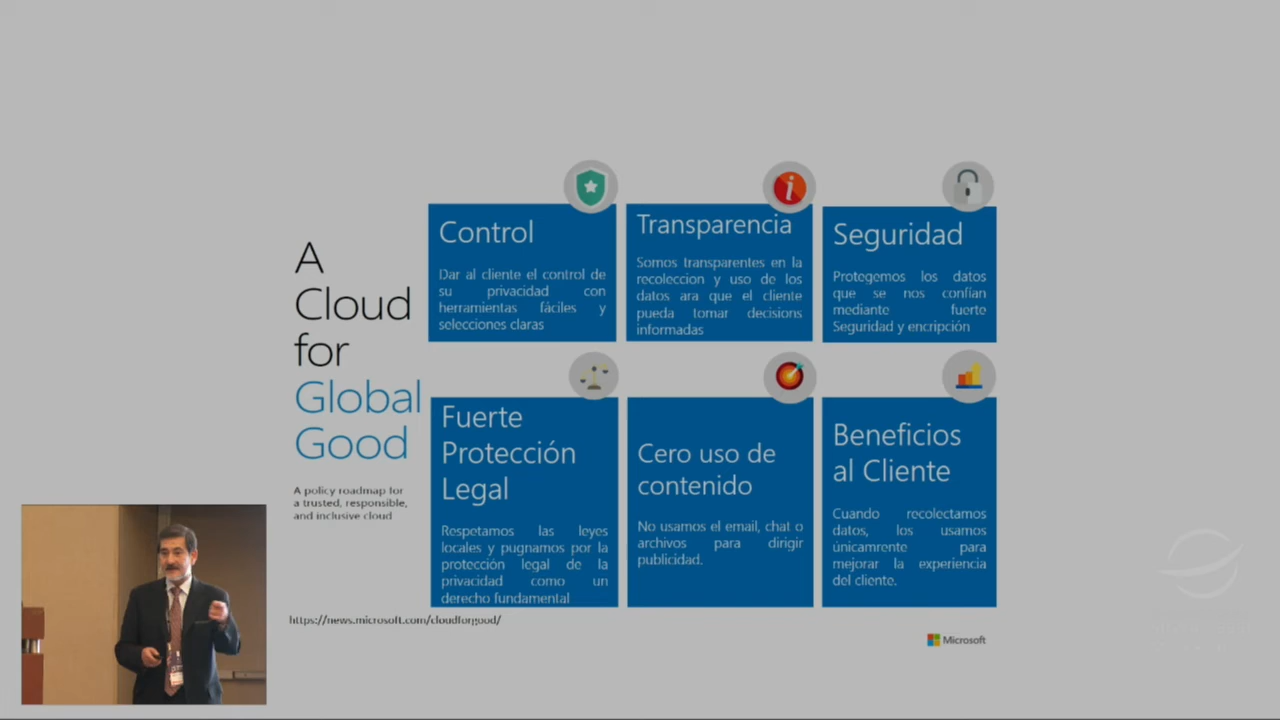 A
Cloud
for
Global
Good
A policy roadmap for
a trusted, responsible,
and inclusive cloud
Control
Dar al cliente el control de
su privacidad con
herramientas fáciles y
selecciones claras
Transparencia
Somos transparentes en la
recoleccion y uso de los
datos ara que el cliente
pueda tomar decisions
informadas
Seguridad
Protegemos los datos
que se nos confían
mediante fuerte
Seguridad y encripción
Fuerte
Protección
Legal
Respetamos las leyes
locales y pugnamos por la
protección legal de la
privacidad como un
derecho fundamental
Cero uso de
contenido
No usamos el email, chat o
archivos para dirigir
publicidad.
Beneficios
al Cliente
Cuando recolectamos
datos, los usamos
únicamrente para
mejorar la experiencia
del cliente.
https://news.microsoft.com/cloudforgood/
Microsoft